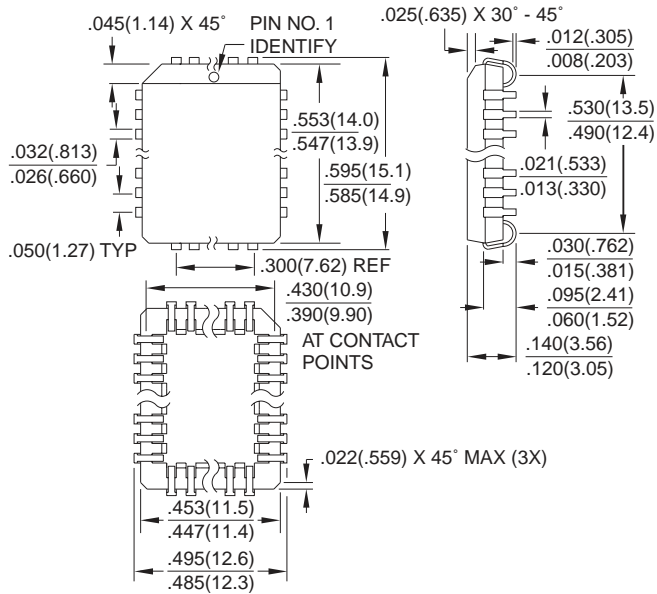 .045(1.14) X 45°
PIN NO. 1
IDENTIFY
.025(.635) X 30° - 45°
.012(.305)
.008(.203)
.553(14.0)
.547(13.9)
.530(13.5)
.490(12.4)
.032(.813)
.026(.660)
.595(15.1)
.585(14.9)
.021(.533)
.013(.330)
.050(1.27) TYP
.300(7.62) REF
.030(.762)
.015(.381)
.430(10.9)
.390(9.90)
AT CONTACT
POINTS
.095(2.41)
.060(1.52)
.140(3.56)
.120(3.05)
.022(.559) X 45° MAX (3X)
.453(11.5)
.447(11.4)
.495(12.6)
.485(12.3)